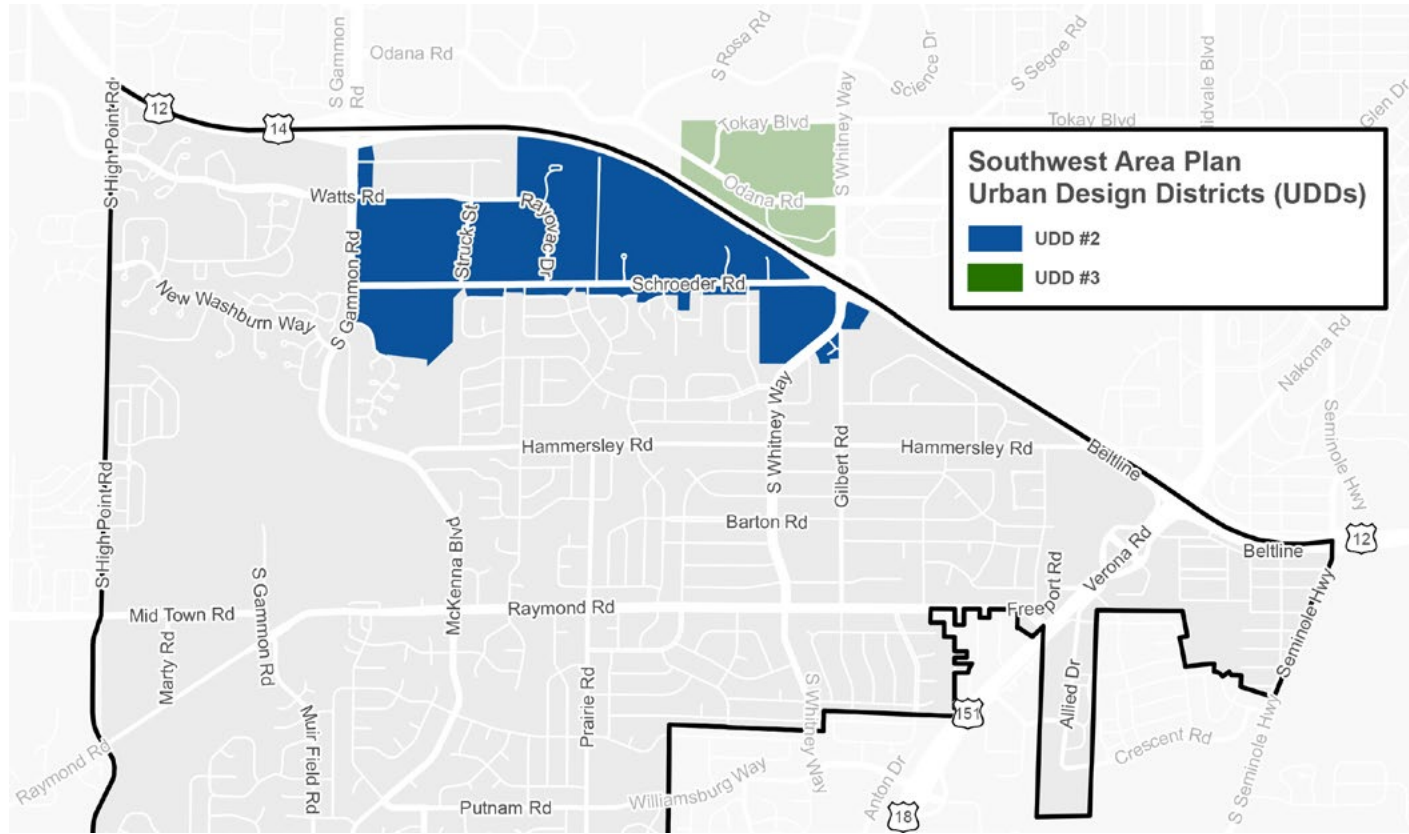 S Gammon
Rd
Odana Rd
S Rosa Rd
Science Dr
S Segoe Rd
S Whitney Way
Glen Dr
S High Point Rd
12
14
Tokay Blvd
Tokay Blvd
Southwest Area Plan
Urban Design Districts (UDDs)
UDD #2
UDD #3
Watts Rd
Odana Rd
Rayovac Dr
Struck St
S Gammon Rd
Schroeder Rd
New Washburn Way
Nakoma Rd
Seminole Hwy
S Whitney Way
Hammersley Rd
Hammersley Rd
Gilbert Rd
Beltline
S High Point Rd
Barton Rd
McKenna Blvd
Verona Rd
Beltline
12
S Gammon Rd
Mid Town Rd
Raymond Rd
Freeport Rd
Seminole Hwy
Marty Rd
Prairie Rd
S Whitney Way
151
Allied Dr
Muir Field Rd
Crescent Rd
Raymond Rd
Williamsburg Way
Anton Dr
S Seminole Hwy
Putnam Rd
18